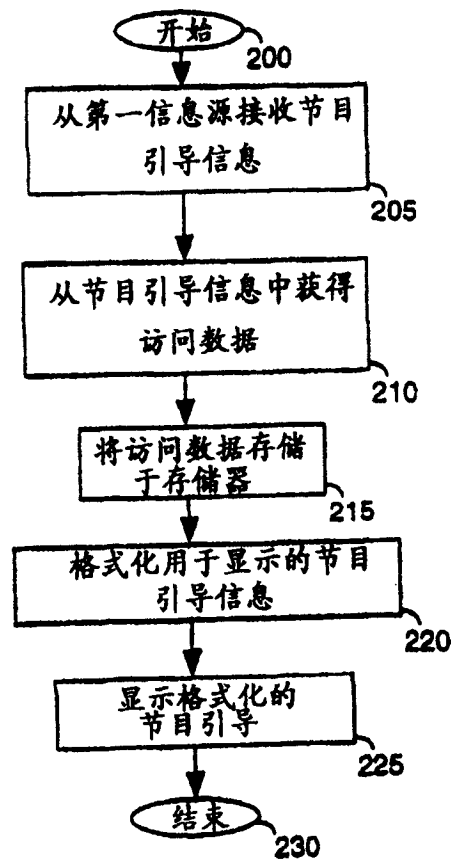 开始
200
从第一信息源接收节目
引导信息
205
从节目引导信息中获得
访问数据
210
将访问数据存储
于存储器
215
格式化用于显示的节目
引导信息
220
显示格式化的
节目引导
225
结束
230